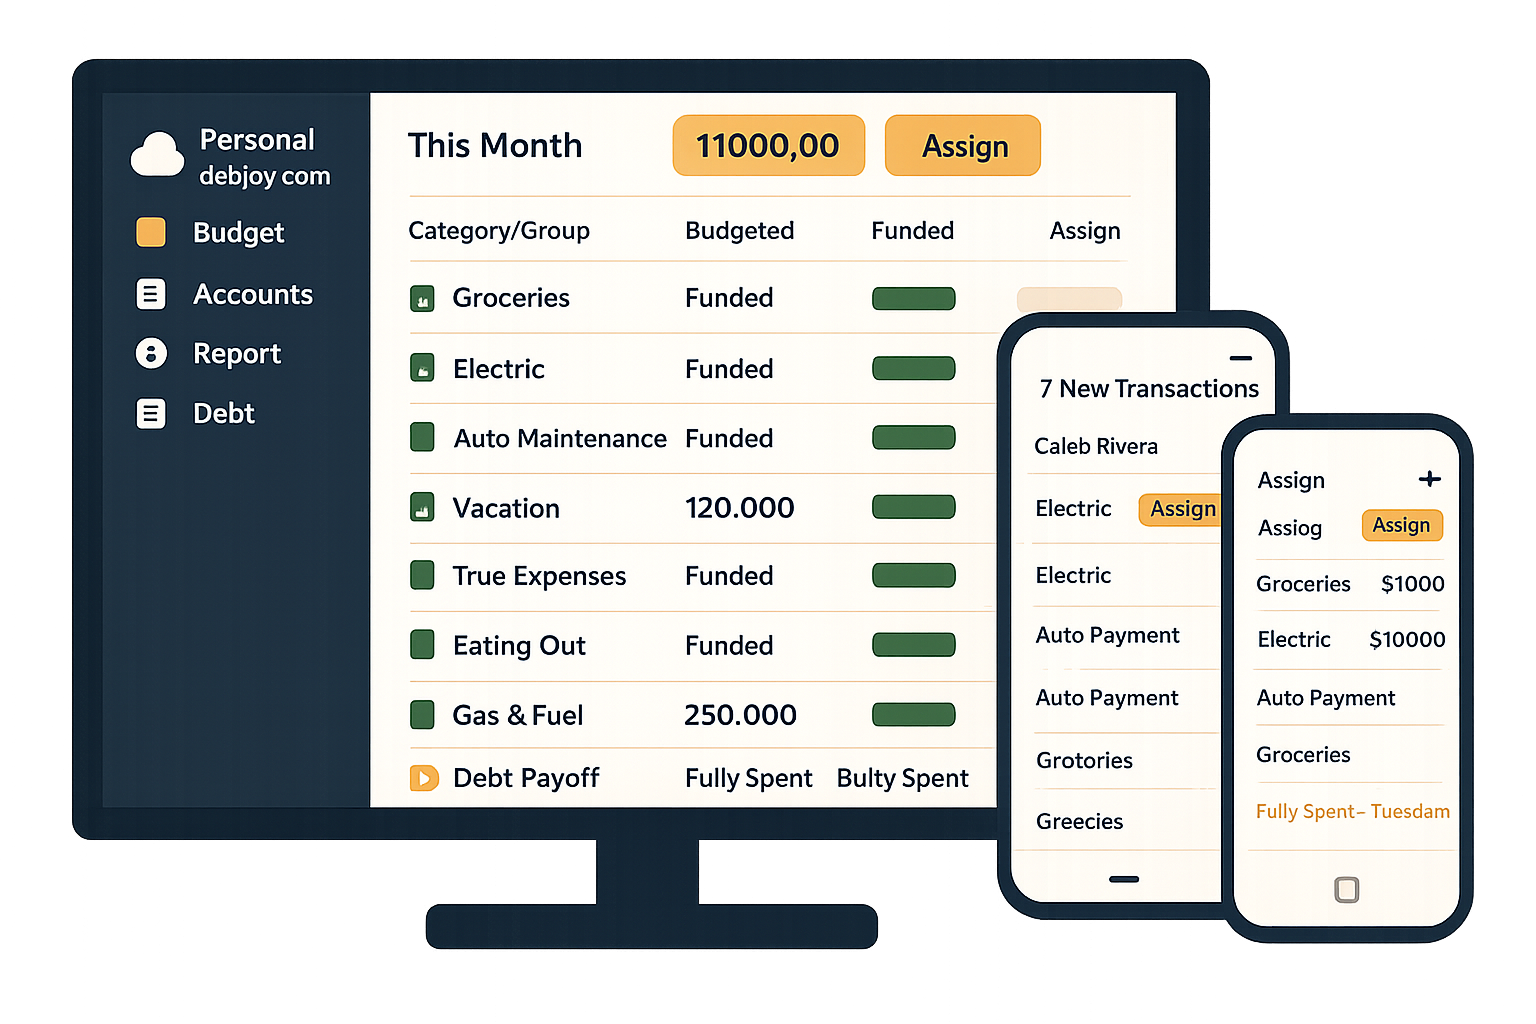 Personal
debjoy com
Budget
Accounts
Report
Debt
This Month 11000,00 Assign
Category/Group Budgeted Funded Assign
Groceries Funded
Electric Funded
Auto Maintenance Funded
Vacation 120.000
True Expenses Funded
Eating Out Funded
Gas & Fuel 250.000
Debt Payoff Fully Spent Bulty Spent
7 New Transactions
Caleb Rivera
Electric Assign
Electric
Auto Payment
Auto Payment
Grotories
Greecies
Assign
Assiog Assign
Groceries $1000
Electric $10000
Auto Payment
Groceries
Fully Spent– Tuesdam